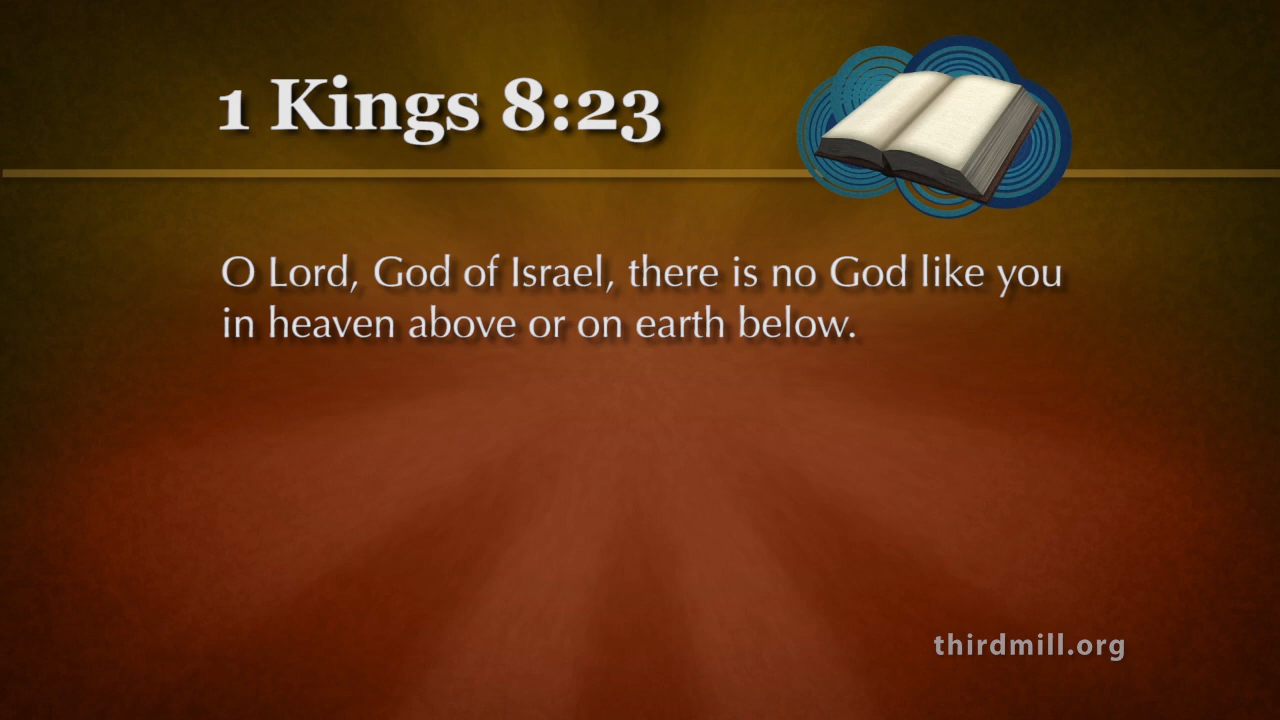 1 Kings 8:23
O Lord, God of Israel, there is no God like you
in heaven above or on earth below.
thirdmill.org